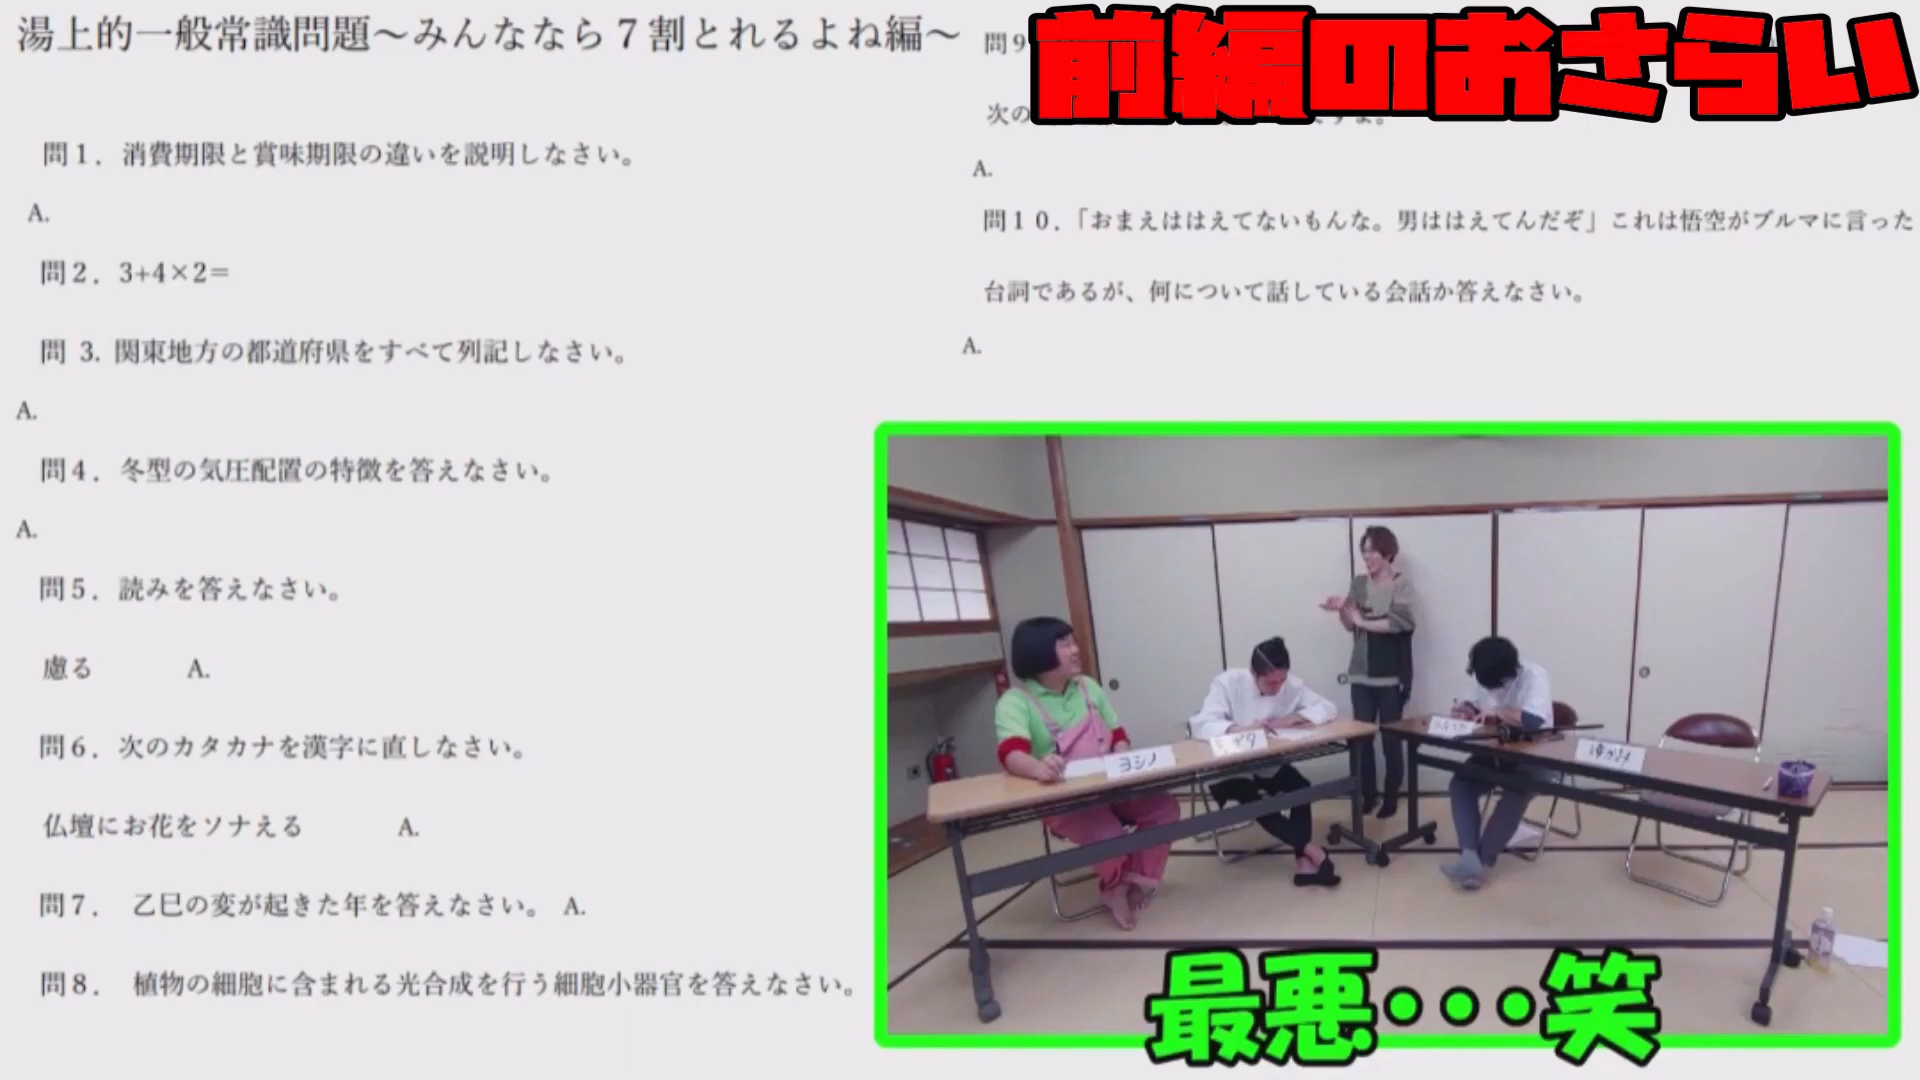 湯上的一般常識問題～みんななら７割とれるよね編～
問１．消費期限と賞味期限の違いを説明しなさい。
A.
問２．3+4×2＝
問 3. 関東地方の都道府県をすべて列記しなさい。
A.
問４．冬型の気圧配置の特徴を答えなさい。
A.
問５．読みを答えなさい。
慮る A.
問６．次のカタカナを漢字に直しなさい。
仏壇にお花をソナえる A.
問７． 乙巳の変が起きた年を答えなさい。 A.
問８． 植物の細胞に含まれる光合成を行う細胞小器官を答えなさい。
前編のおさらい
問９
次の
A.
問１０．「おまえははえてないもんな。男ははえてんだぞ」これは悟空がブルマに言った
台詞であるが、何について話している会話か答えなさい。
A.
ヨシノ
ゆがみ
最悪・・・笑